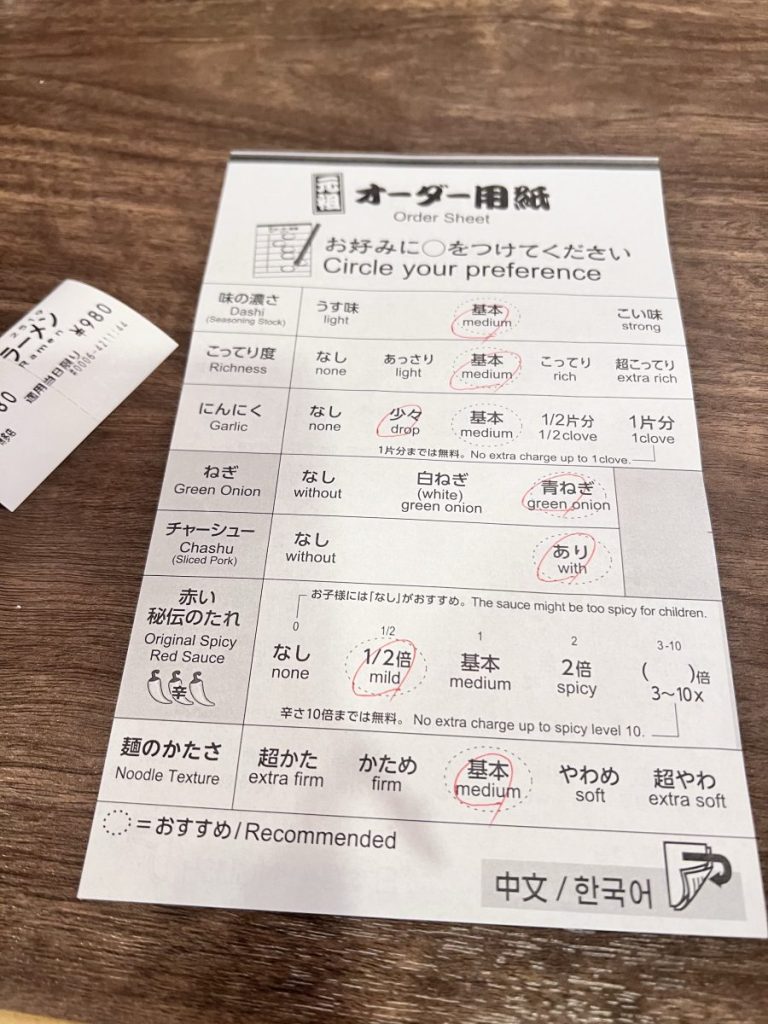 元祖 オーダー用紙
Order Sheet
お好みに○をつけてください
Circle your preference
味の濃さ
Dashi
(Seasoning Stock)
うす味
light
基本
medium
こい味
strong
こってり度
Richness
なし
none
あっさり
light
基本
medium
こってり
rich
超こってり
extra rich
にんにく
Garlic
なし
none
少々
drop
基本
medium
1/2片分
1/2clove
1片分
1clove
1片分までは無料。No extra charge up to 1clove.
ねぎ
Green Onion
なし
without
白ねぎ
(white)
green onion
青ねぎ
green onion
チャーシュー
Chashu
(Sliced Pork)
なし
without
あり
with
赤い
秘伝のたれ
Original Spicy
Red Sauce
辛
お子様には「なし」がおすすめ。The sauce might be too spicy for children.
0
なし
none
1/2
1/2倍
mild
1
基本
medium
2
2倍
spicy
3-10
( )倍
3〜10x
辛さ10倍までは無料。No extra charge up to spicy level 10.
麺のかたさ
Noodle Texture
超かた
extra firm
かため
firm
基本
medium
やわめ
soft
超やわ
extra soft
=おすすめ/Recommended
中文/한국어
ラーメン
Ramen
¥980
適用当日限り